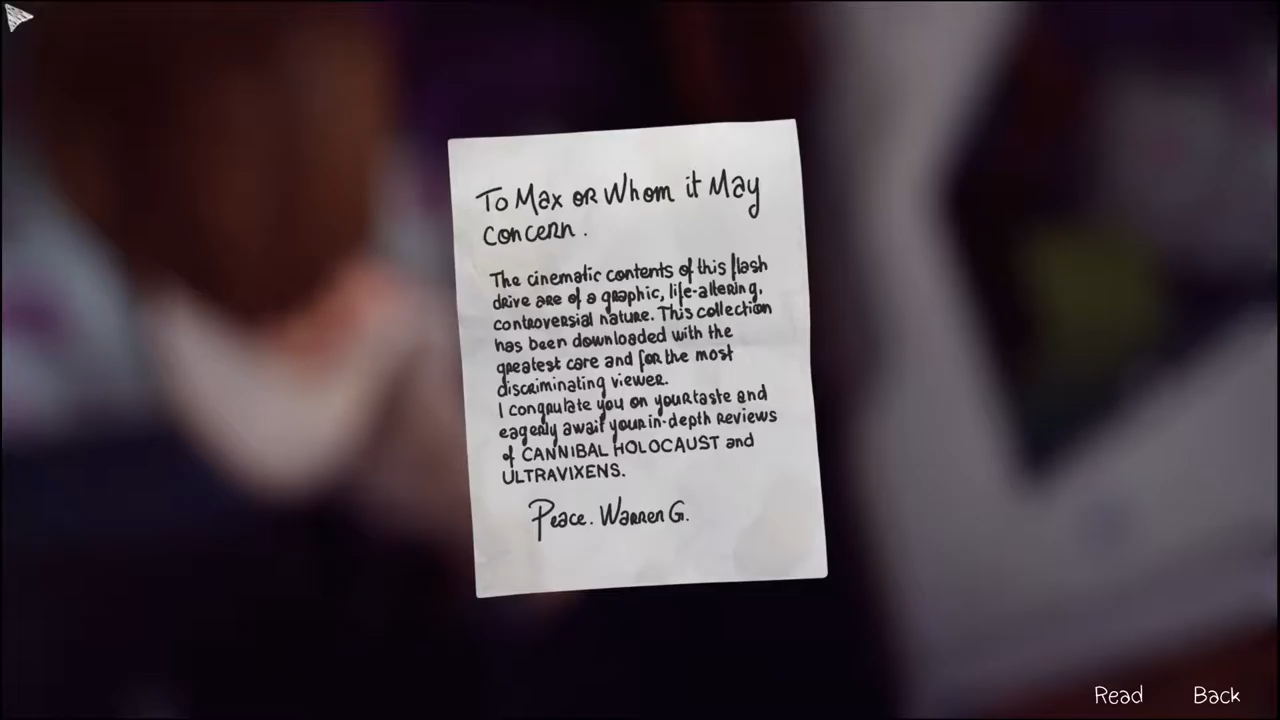 To Max or Whom it May
concern.
The cinematic contents of this flash
drive are of a graphic, life-altering,
controversial nature. This collection
has been downloaded with the
greatest care and for the most
discriminating viewer.
I congrulate you on your taste and
eagerly await your in-depth reviews
of CANNIBAL HOLOCAUST and
ULTRAVIXENS.
Peace. Warren G.
Read Back